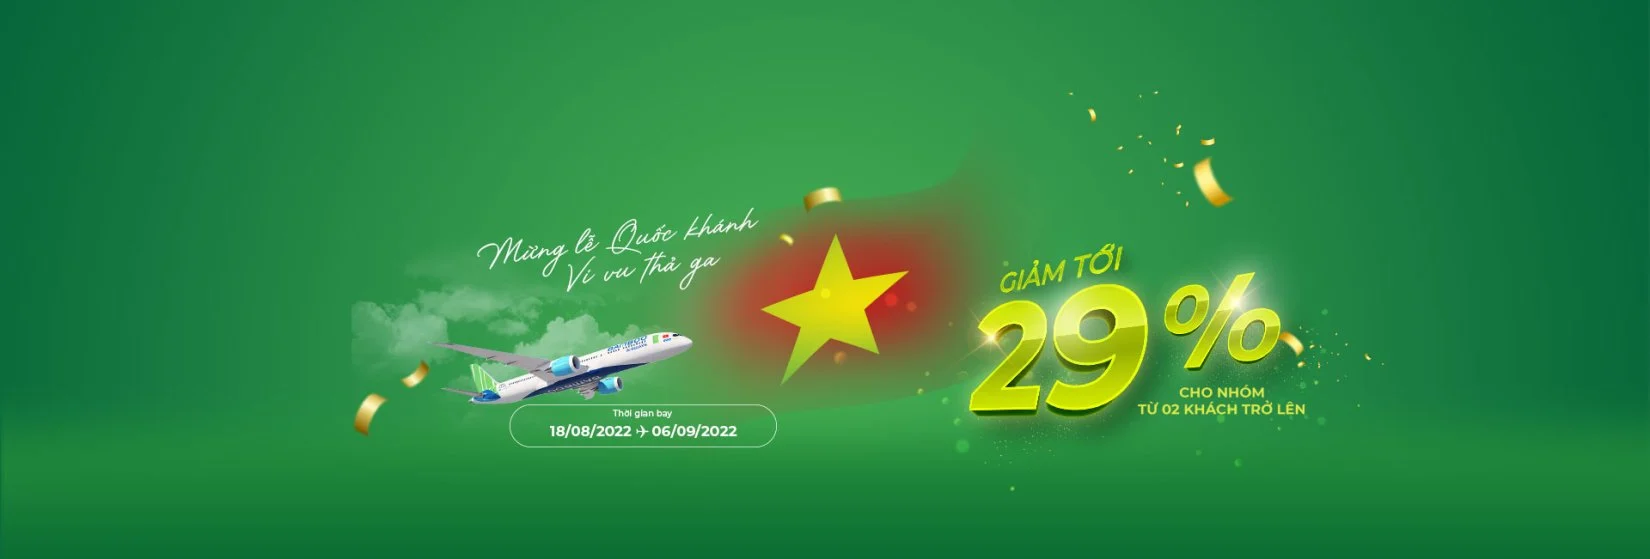 Mừng lễ Quốc khánh
Vi vu thả ga
Thời gian bay
18/08/2022 ✈ 06/09/2022
GIẢM TỚI
29%
CHO NHÓM
TỪ 02 KHÁCH TRỞ LÊN